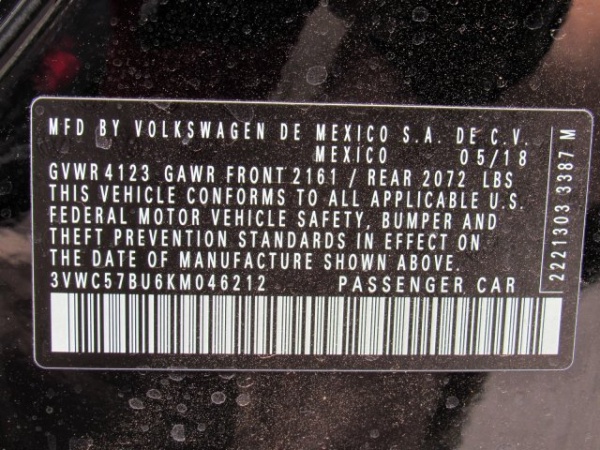 MFD BY VOLKSWAGEN DE MEXICO S.A. DE C.V.
MEXICO 05/18
GVWR 4123 GAWR FRONT 2161 / REAR 2072 LBS
THIS VEHICLE CONFORMS TO ALL APPLICABLE U.S.
FEDERAL MOTOR VEHICLE SAFETY, BUMPER AND
THEFT PREVENTION STANDARDS IN EFFECT ON
THE DATE OF MANUFACTURE SHOWN ABOVE.
3VWC57BU6KM046212 PASSENGER CAR
2221303 3387 M